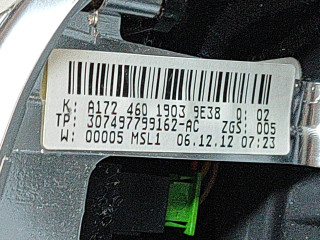 K: A172 460 1903 9E38 Q: 02
TP: 307497799162-AC ZGS: 005
W: 00005 MSL1 06.12.12 07:23